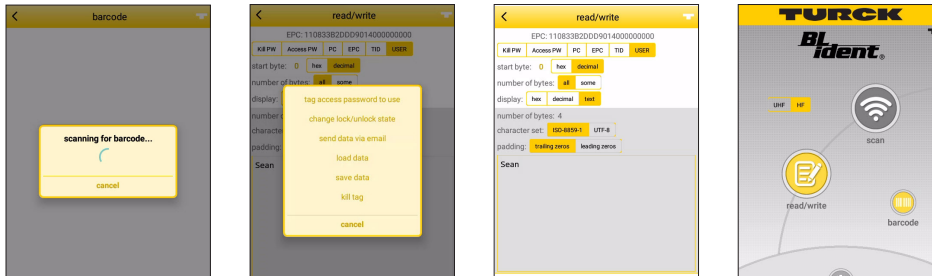 barcode
scanning for barcode...
cancel
read/write
EPC: 110833B2DDD9014000000000
Kill PW Access PW PC EPC TID USER
start byte: 0 hex decimal
number of bytes: all some
display:
tag access password to use
change lock/unlock state
send data via email
load data
save data
kill tag
cancel
number
character
padding:
Sean
read/write
EPC: 110833B2DDD9014000000000
Kill PW Access PW PC EPC TID USER
start byte: 0 hex decimal
number of bytes: all some
display: hex decimal text
number of bytes: 4
character set: ISO-8859-1 UTF-8
padding: trailing zeros leading zeros
Sean
TURCK
BL
ident®
UHF HF
scan
read/write
barcode